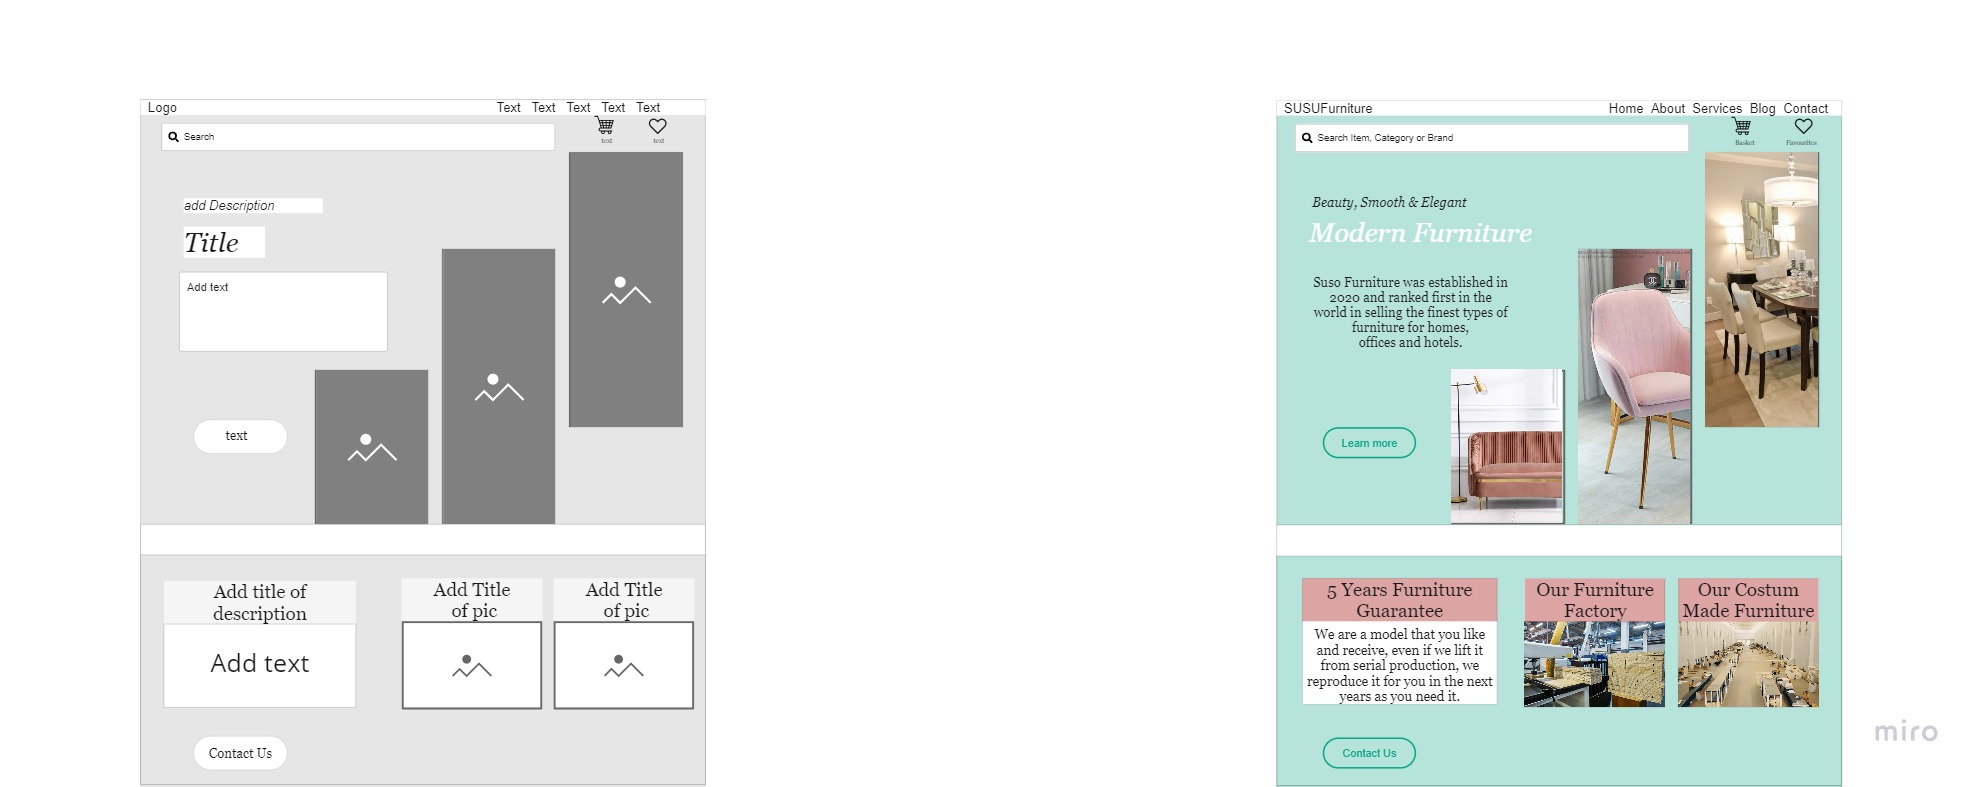 Logo
Text Text Text Text Text
Search
text text
add Description
Title
Add text
text
Add title of
description
Add text
Add Title
of pic
Add Title
of pic
Contact Us
SUSUFurniture
Home About Services Blog Contact
Search Item, Category or Brand
Basket Favourites
Beauty, Smooth & Elegant
Modern Furniture
Suso Furniture was established in
2020 and ranked first in the
world in selling the finest types of
furniture for homes,
offices and hotels.
Learn more
5 Years Furniture
Guarantee
We are a model that you like
and receive, even if we lift it
from serial production, we
reproduce it for you in the next
years as you need it.
Our Furniture
Factory
Our Costum
Made Furniture
Contact Us
miro